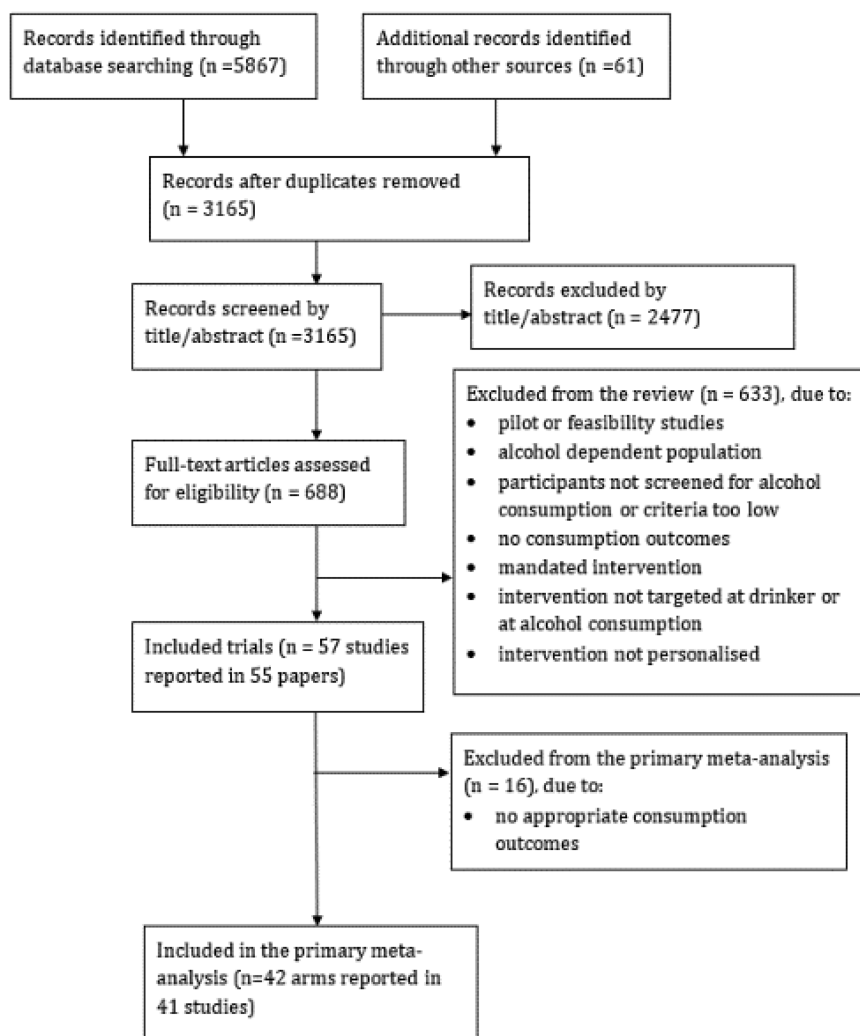 Records identified through
database searching (n =5867)
Additional records identified
through other sources (n =61)
Records after duplicates removed
(n = 3165)
Records screened by
title/abstract (n =3165)
Records excluded by
title/abstract (n = 2477)
Full-text articles assessed
for eligibility (n = 688)
Excluded from the review (n = 633), due to:
• pilot or feasibility studies
• alcohol dependent population
• participants not screened for alcohol
consumption or criteria too low
• no consumption outcomes
• mandated intervention
• intervention not targeted at drinker or
at alcohol consumption
• intervention not personalised
Included trials (n = 57 studies
reported in 55 papers)
Excluded from the primary meta-analysis
(n = 16), due to:
• no appropriate consumption
outcomes
Included in the primary meta-
analysis (n=42 arms reported in
41 studies)